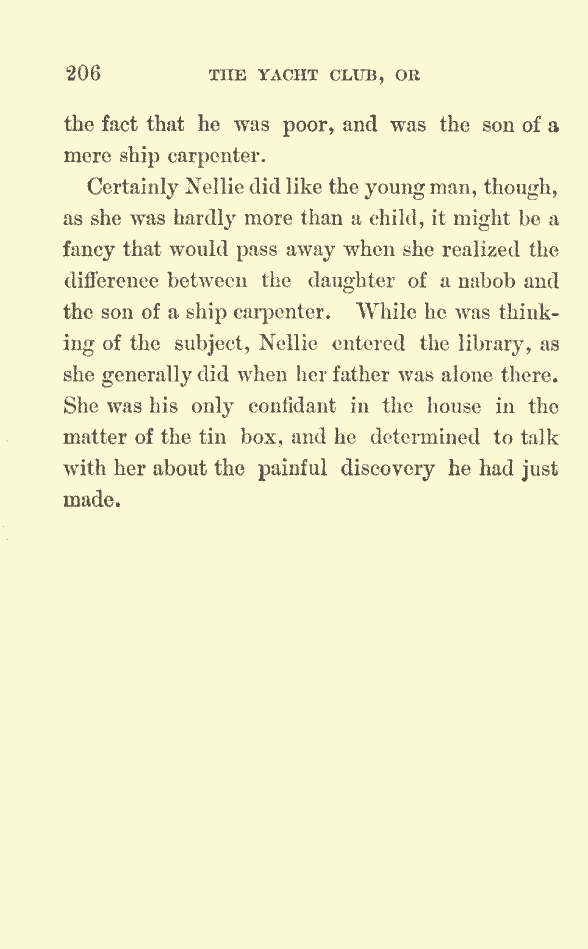 206 THE YACHT CLUB, OR
the fact that he was poor, and was the son of a
mere ship carpenter.
Certainly Nellie did like the young man, though,
as she was hardly more than a child, it might be a
fancy that would pass away when she realized the
difference between the daughter of a nabob and
the son of a ship carpenter. While he was think-
ing of the subject, Nellie entered the library, as
she generally did when her father was alone there.
She was his only confidant in the house in the
matter of the tin box, and he determined to talk
with her about the painful discovery he had just
made.